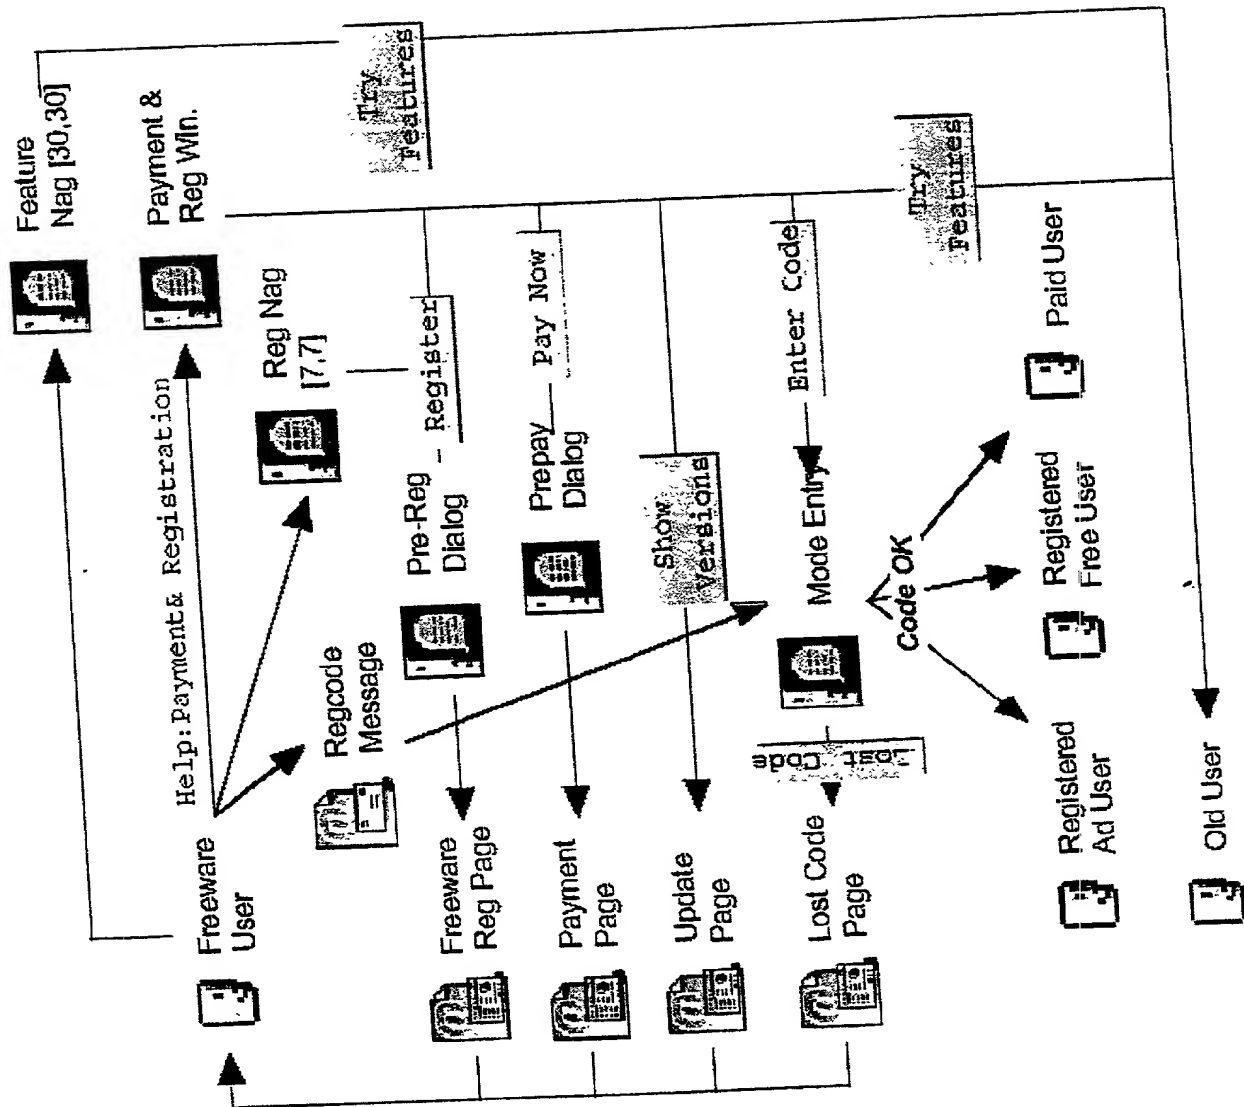 Feature
Nag [30,30]
Payment &
Reg WIn.
Try
Features
Help:Payment& Registration
Reg Nag
[7,7]
Freeware
User
Regcode
Message
Pre-Reg
Dialog
Register
Prepay
Dialog
Pay Now
Show
Versions
Enter Code
Try
Features
Mode Entry
Code OK
Lost Code
Freeware
Reg Page
Payment
Page
Update
Page
Lost Code
Page
Registered
Ad User
Registered
Free User
Paid User
Old User